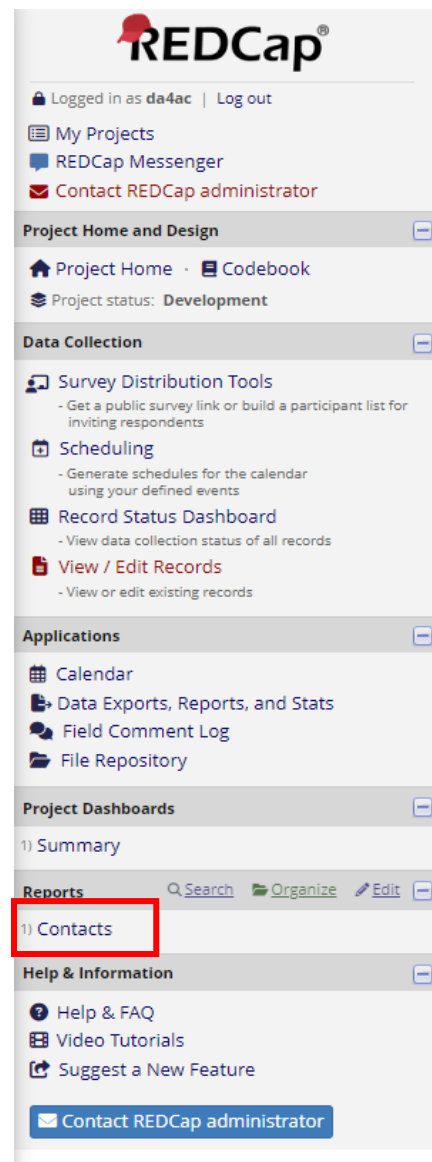 REDCap®
Logged in as da4ac | Log out
My Projects
REDCap Messenger
Contact REDCap administrator
Project Home and Design
Project Home · Codebook
Project status: Development
Data Collection
Survey Distribution Tools
- Get a public survey link or build a participant list for
inviting respondents
Scheduling
- Generate schedules for the calendar
using your defined events
Record Status Dashboard
- View data collection status of all records
View / Edit Records
- View or edit existing records
Applications
Calendar
Data Exports, Reports, and Stats
Field Comment Log
File Repository
Project Dashboards
1) Summary
Reports Search Organize Edit
1) Contacts
Help & Information
Help & FAQ
Video Tutorials
Suggest a New Feature
Contact REDCap administrator